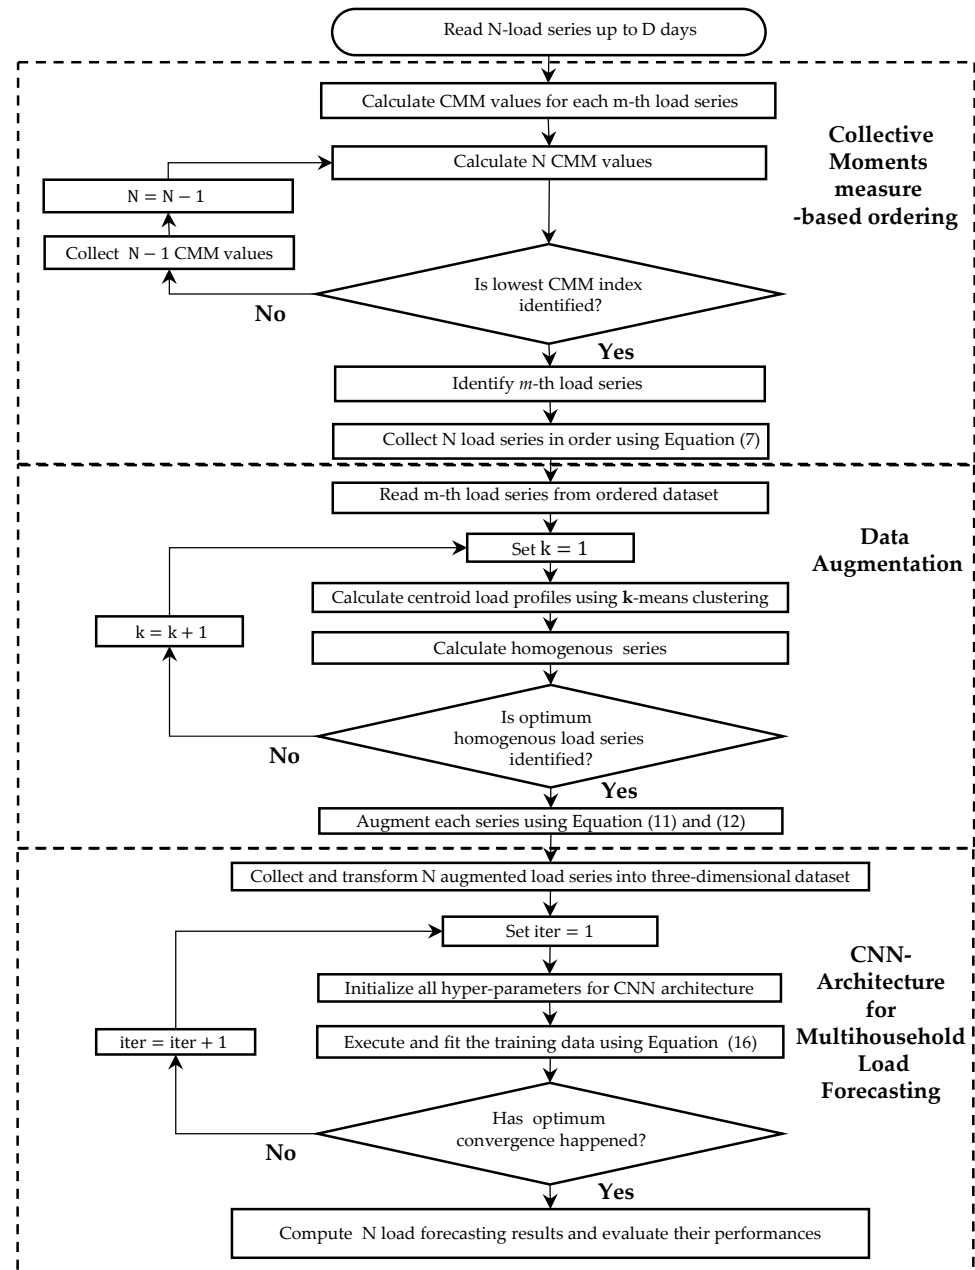 Read N-load series up to D days
Calculate CMM values for each m-th load series
Collective
Moments
measure
-based ordering
Calculate N CMM values
N = N − 1
Collect N − 1 CMM values
Is lowest CMM index
identified?
No
Yes
Identify m-th load series
Collect N load series in order using Equation (7)
Read m-th load series from ordered dataset
Data
Augmentation
Set k = 1
Calculate centroid load profiles using k-means clustering
k = k + 1
Calculate homogenous series
Is optimum
homogenous load series
identified?
No
Yes
Augment each series using Equation (11) and (12)
Collect and transform N augmented load series into three-dimensional dataset
Set iter = 1
CNN-
Architecture
for
Multihousehold
Load
Forecasting
Initialize all hyper-parameters for CNN architecture
iter = iter + 1
Execute and fit the training data using Equation (16)
Has optimum
convergence happened?
No
Yes
Compute N load forecasting results and evaluate their performances